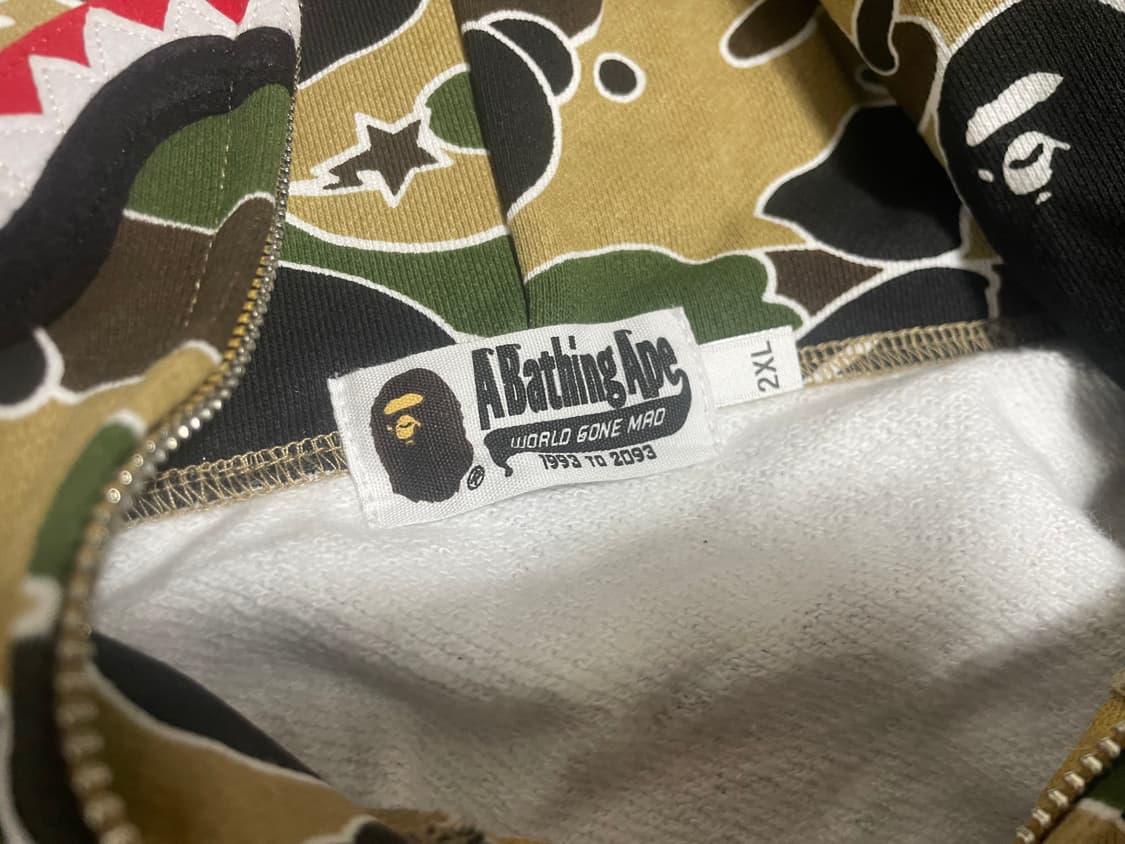 A Bathing Ape
WORLD GONE MAD
1993 TO 2093
®
2XL